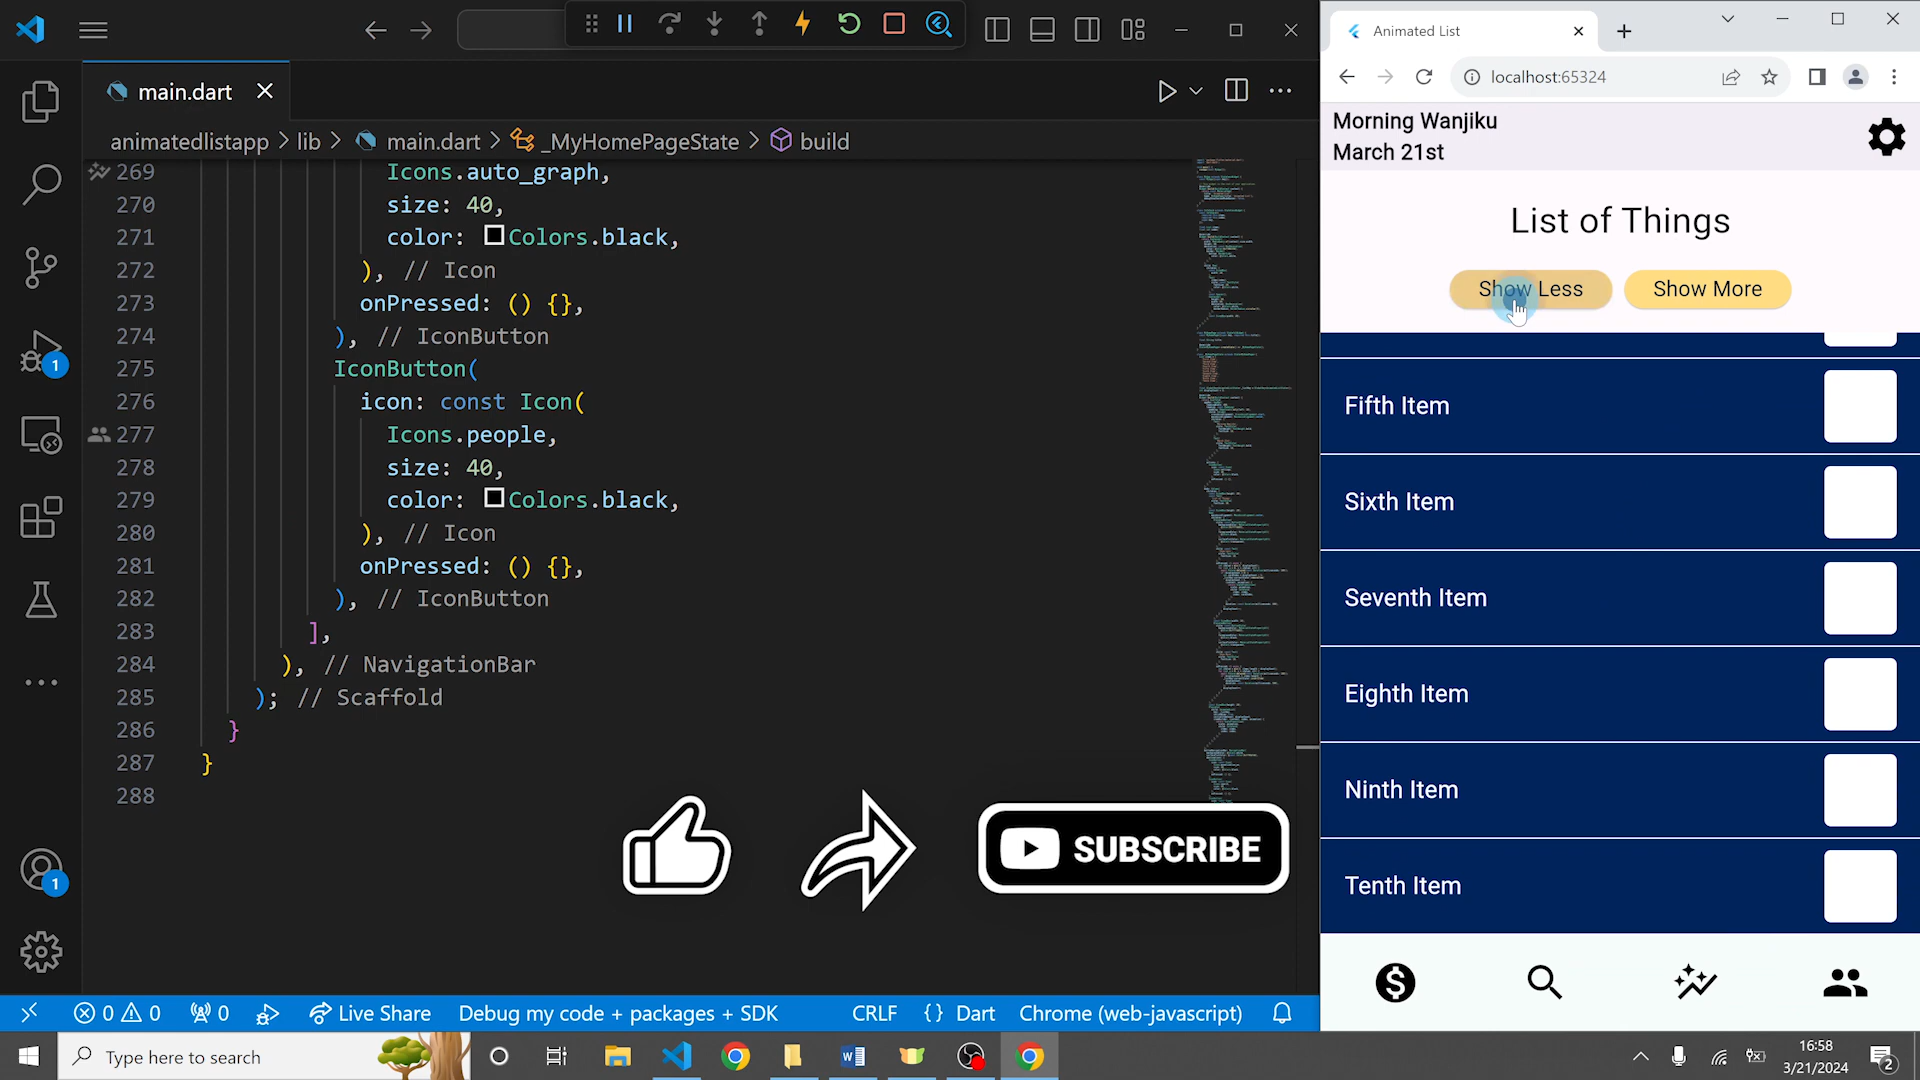 main.dart
animatedlistapp > lib > main.dart > _MyHomePageState > build
269 Icons.auto_graph,
270 size: 40,
271 color: Colors.black,
272 ), // Icon
273 onPressed: () {},
274 ), // IconButton
275 IconButton(
276 icon: const Icon(
277 Icons.people,
278 size: 40,
279 color: Colors.black,
280 ), // Icon
281 onPressed: () {},
282 ), // IconButton
283 ],
284 ), // NavigationBar
285 ); // Scaffold
286 }
287 }
288
1
1
SUBSCRIBE
0 0 0 Live Share Debug my code + packages + SDK CRLF {} Dart Chrome (web-javascript)
Animated List
localhost:65324
Morning Wanjiku
March 21st
List of Things
Show Less Show More
Fifth Item
Sixth Item
Seventh Item
Eighth Item
Ninth Item
Tenth Item
Type here to search
16:58
3/21/2024
2